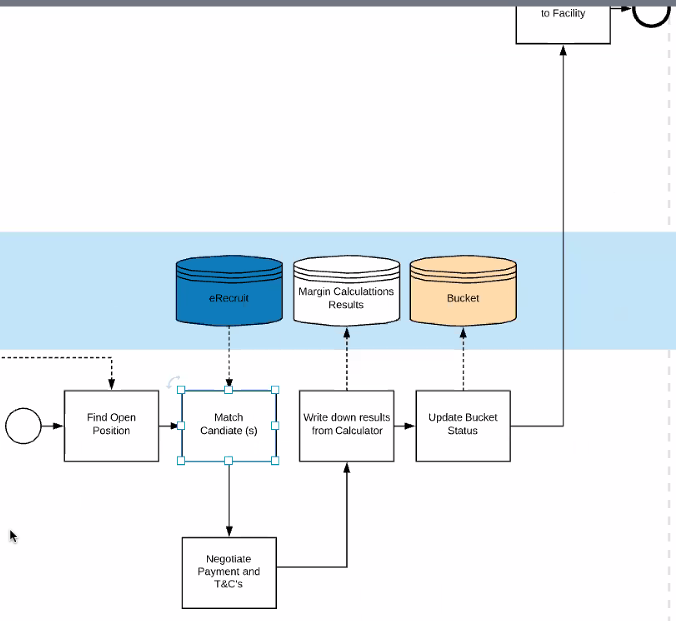 to Facility
eRecruit
Margin Calculattions
Results
Bucket
Find Open
Position
Match
Candiate (s)
Write down results
from Calculator
Update Bucket
Status
Negotiate
Payment and
T&C's